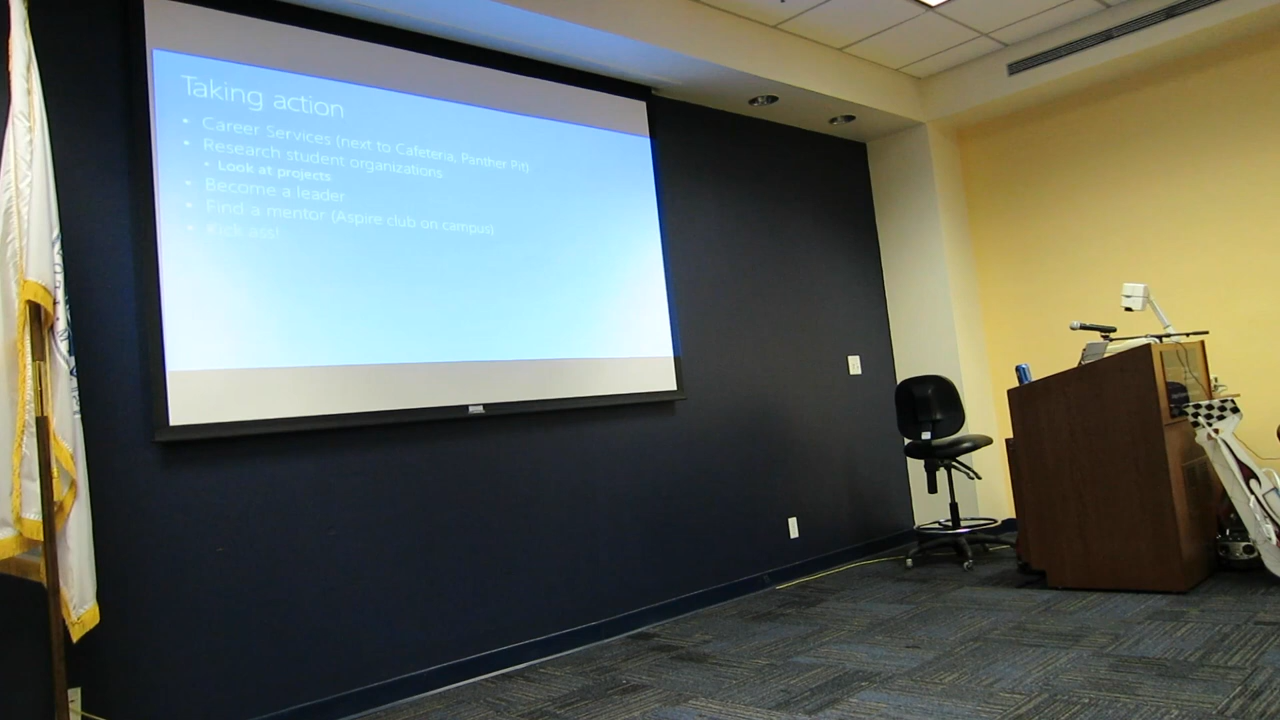 Taking action
• Career Services (next to Cafeteria, Panther Pit)
• Research student organizations
• Look at projects
• Become a leader
• Find a mentor (Aspire club on campus)
• Kick ass!